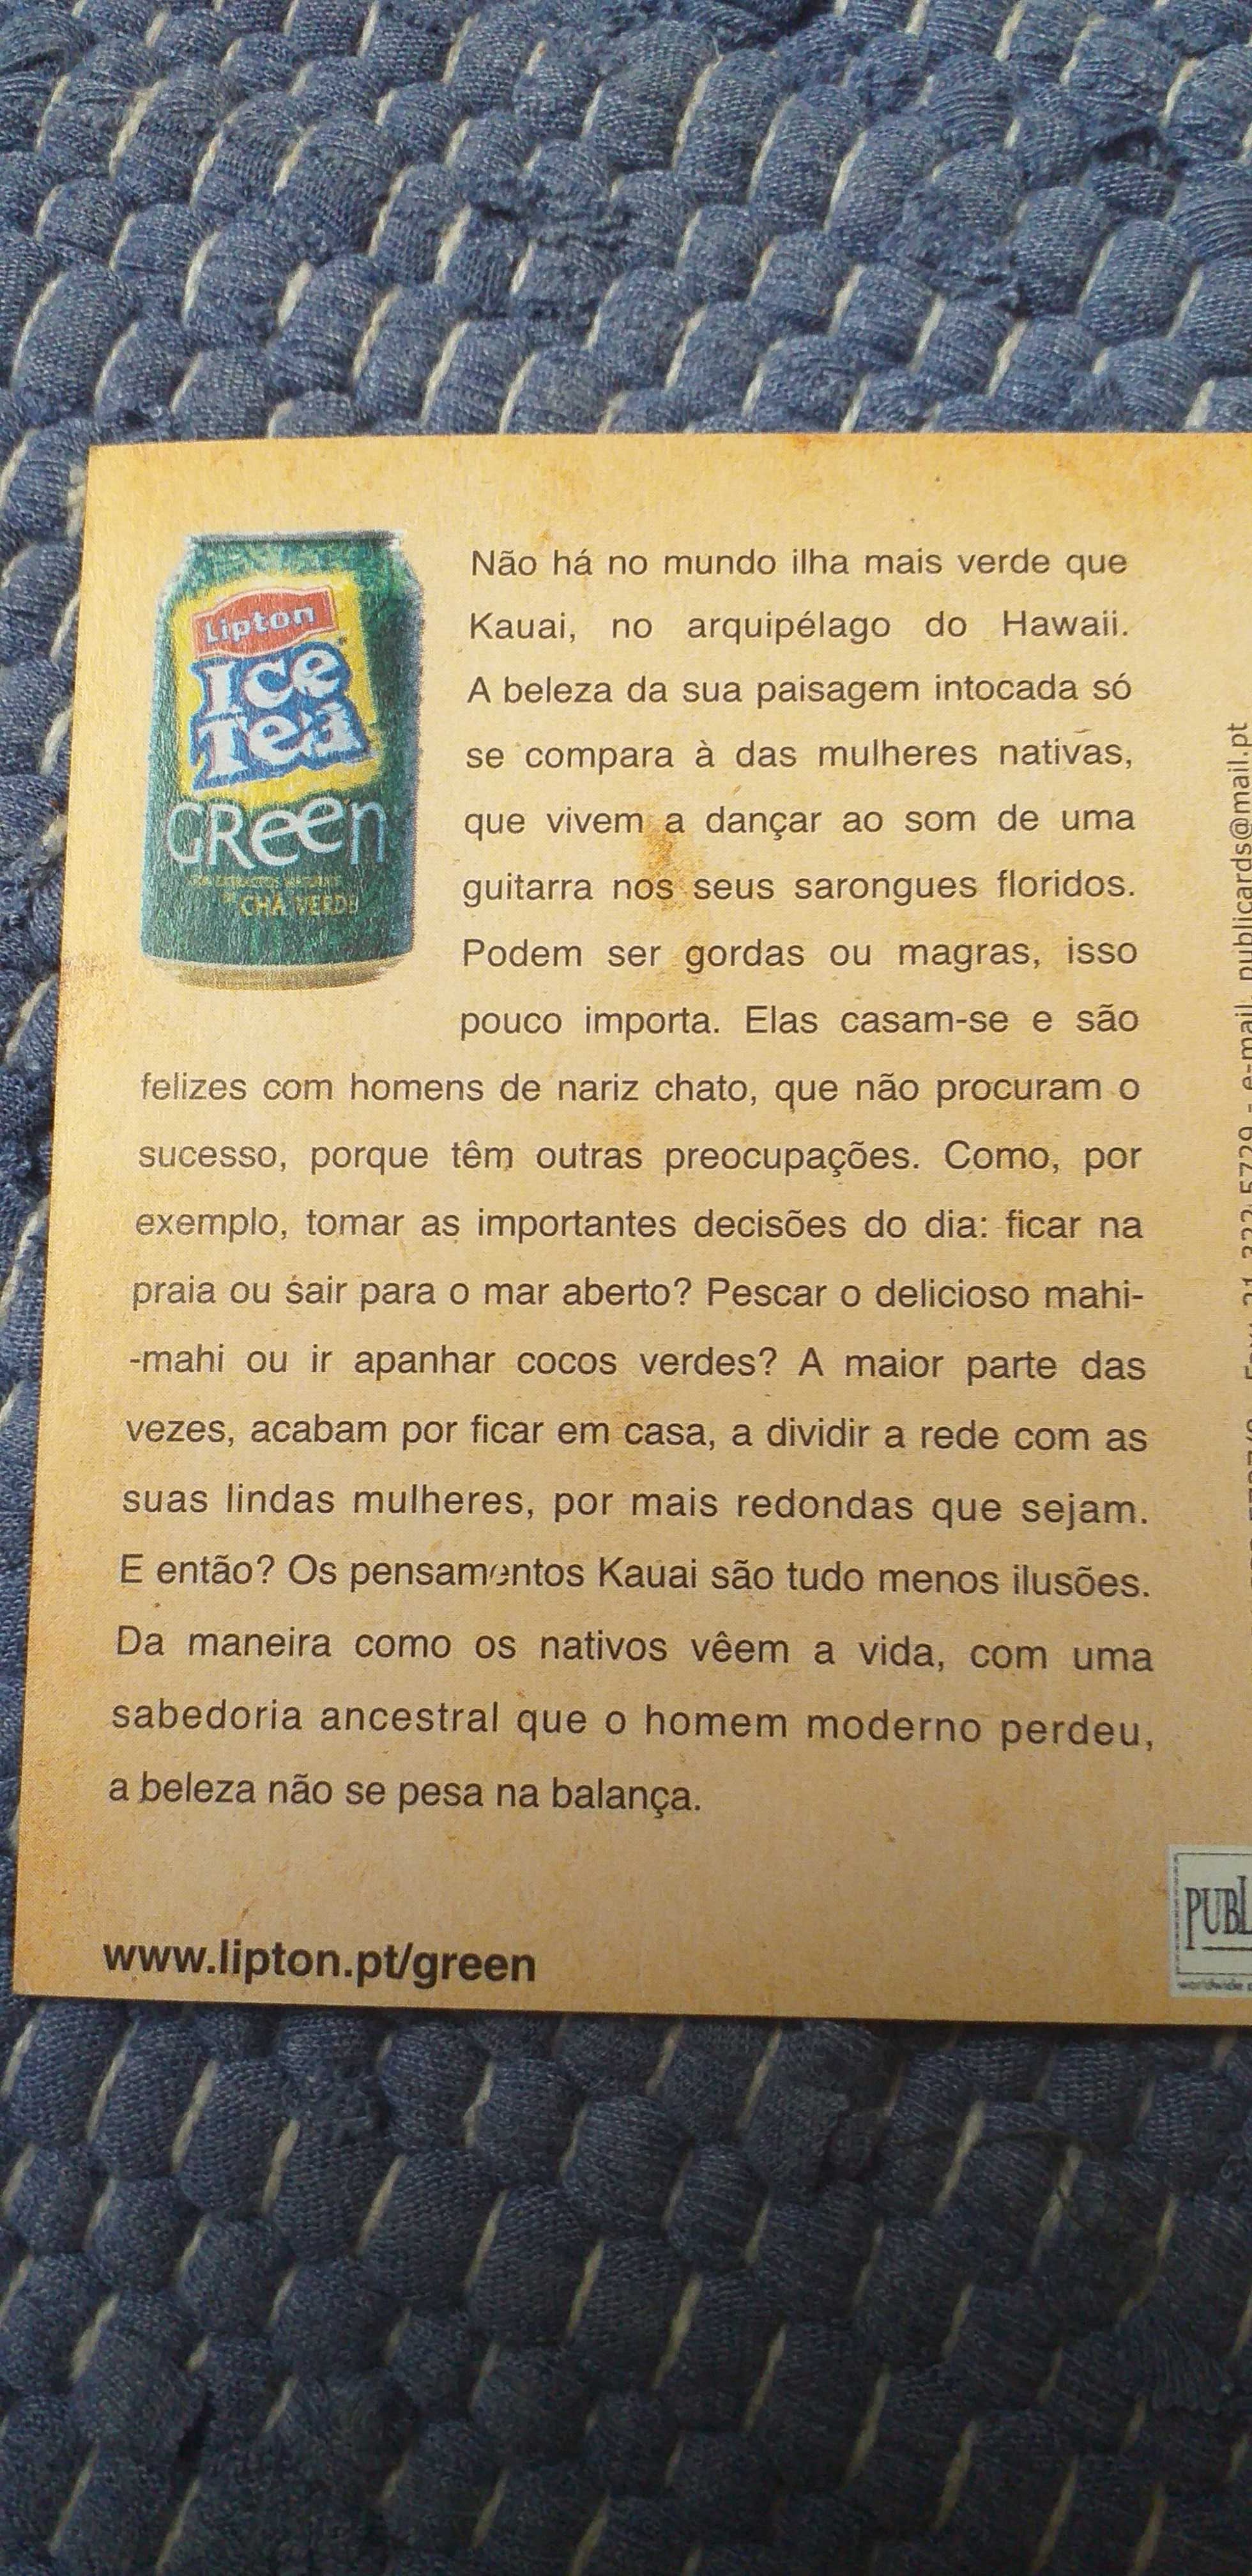 Lipton
Ice
Tea
GReen
CHÁ VERDE
Não há no mundo ilha mais verde que
Kauai, no arquipélago do Hawaii.
A beleza da sua paisagem intocada só
se compara à das mulheres nativas,
que vivem a dançar ao som de uma
guitarra nos seus sarongues floridos.
Podem ser gordas ou magras, isso
pouco importa. Elas casam-se e são
felizes com homens de nariz chato, que não procuram o
sucesso, porque têm outras preocupações. Como, por
exemplo, tomar as importantes decisões do dia: ficar na
praia ou sair para o mar aberto? Pescar o delicioso mahi-
-mahi ou ir apanhar cocos verdes? A maior parte das
vezes, acabam por ficar em casa, a dividir a rede com as
suas lindas mulheres, por mais redondas que sejam.
E então? Os pensamentos Kauai são tudo menos ilusões.
Da maneira como os nativos vêem a vida, com uma
sabedoria ancestral que o homem moderno perdeu,
a beleza não se pesa na balança.
www.lipton.pt/green
e-mail: publicards@mail.pt
PUBL
worldwide